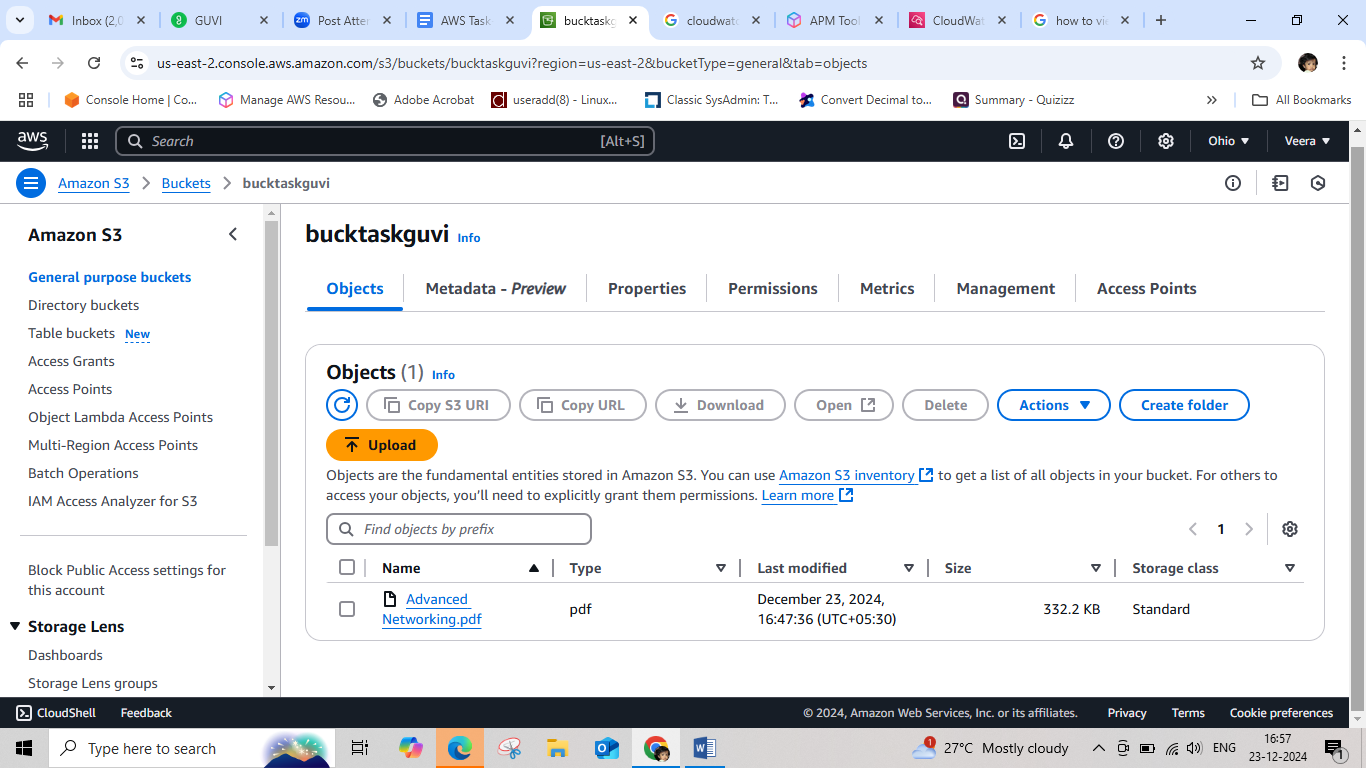 Inbox (2,0
GUVI
Post Atter
AWS Task
bucktaskg
cloudwat
APM Tool
CloudWat
how to vie
us-east-2.console.aws.amazon.com/s3/buckets/bucktaskguvi?region=us-east-2&bucketType=general&tab=objects
Console Home | Co...
Manage AWS Resou...
Adobe Acrobat
useradd(8) - Linux...
Classic SysAdmin: T...
Convert Decimal to...
Summary - Quizizz
All Bookmarks
aws
Search
[Alt+S]
Ohio
Veera
Amazon S3
Buckets
bucktaskguvi
Amazon S3
General purpose buckets
Directory buckets
Table buckets New
Access Grants
Access Points
Object Lambda Access Points
Multi-Region Access Points
Batch Operations
IAM Access Analyzer for S3
Block Public Access settings for
this account
Storage Lens
Dashboards
Storage Lens groups
bucktaskguvi Info
Objects
Metadata - Preview
Properties
Permissions
Metrics
Management
Access Points
Objects (1) Info
Copy S3 URI
Copy URL
Download
Open
Delete
Actions
Create folder
Upload
Objects are the fundamental entities stored in Amazon S3. You can use Amazon S3 inventory to get a list of all objects in your bucket. For others to
access your objects, you’ll need to explicitly grant them permissions. Learn more
Find objects by prefix
1
Name
Type
Last modified
Size
Storage class
Advanced
Networking.pdf
pdf
December 23, 2024,
16:47:36 (UTC+05:30)
332.2 KB
Standard
CloudShell
Feedback
© 2024, Amazon Web Services, Inc. or its affiliates.
Privacy
Terms
Cookie preferences
Type here to search
1
27°C Mostly cloudy
ENG
16:57
23-12-2024
1